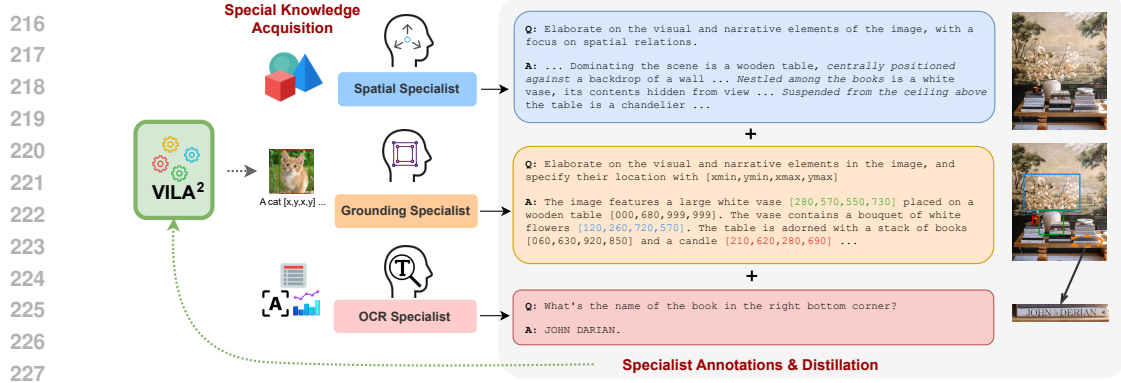 216
217
218
219
220
221
222
223
224
225
226
227
Special Knowledge
Acquisition
Spatial Specialist
Q: Elaborate on the visual and narrative elements of the image, with a
focus on spatial relations.
A: ... Dominating the scene is a wooden table, centrally positioned
against a backdrop of a wall ... Nestled among the books is a white
vase, its contents hidden from view ... Suspended from the ceiling above
the table is a chandelier ...
+
VILA²
A cat [x,y,x,y] ...
Grounding Specialist
Q: Elaborate on the visual and narrative elements in the image, and
specify their location with [xmin,ymin,xmax,ymax]
A: The image features a large white vase [280,570,550,730] placed on a
wooden table [000,680,999,999]. The vase contains a bouquet of white
flowers [120,260,720,570]. The table is adorned with a stack of books
[060,630,920,850] and a candle [210,620,280,690] ...
+
[A]
T
OCR Specialist
Q: What's the name of the book in the right bottom corner?
A: JOHN DARIAN.
JOHN DERIAN
Specialist Annotations & Distillation